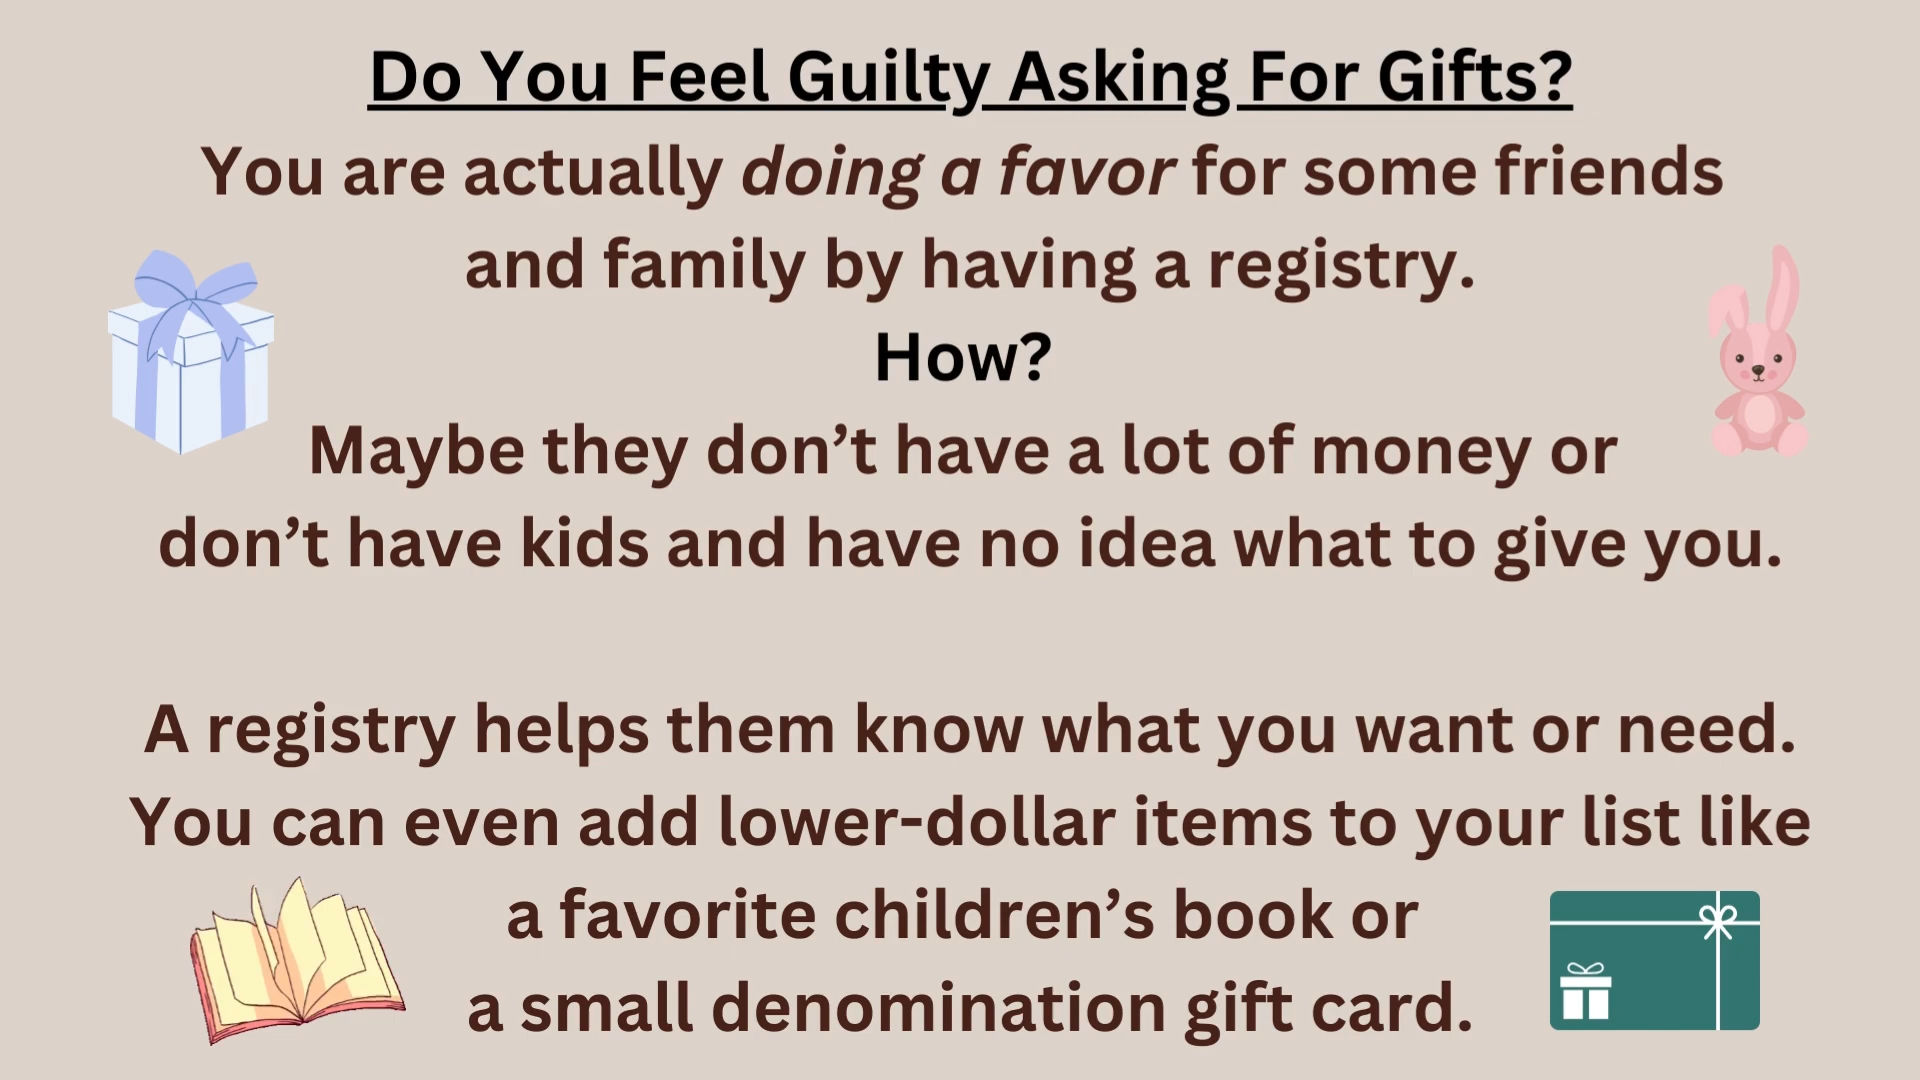 Do You Feel Guilty Asking For Gifts?
You are actually doing a favor for some friends
and family by having a registry.
How?
Maybe they don’t have a lot of money or
don’t have kids and have no idea what to give you.
A registry helps them know what you want or need.
You can even add lower-dollar items to your list like
a favorite children’s book or
a small denomination gift card.